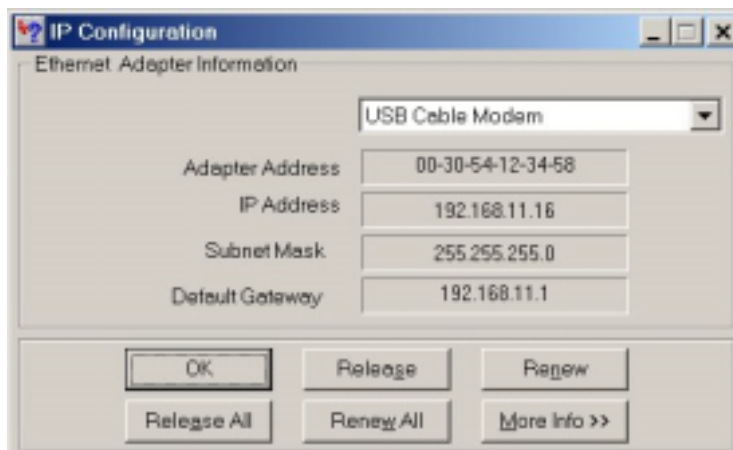 IP Configuration
Ethernet Adapter Information
USB Cable Modem
Adapter Address 00-30-54-12-34-58
IP Address 192.168.11.16
Subnet Mask 255.255.255.0
Default Gateway 192.168.11.1
OK Release Renew
Release All Renew All More Info >>